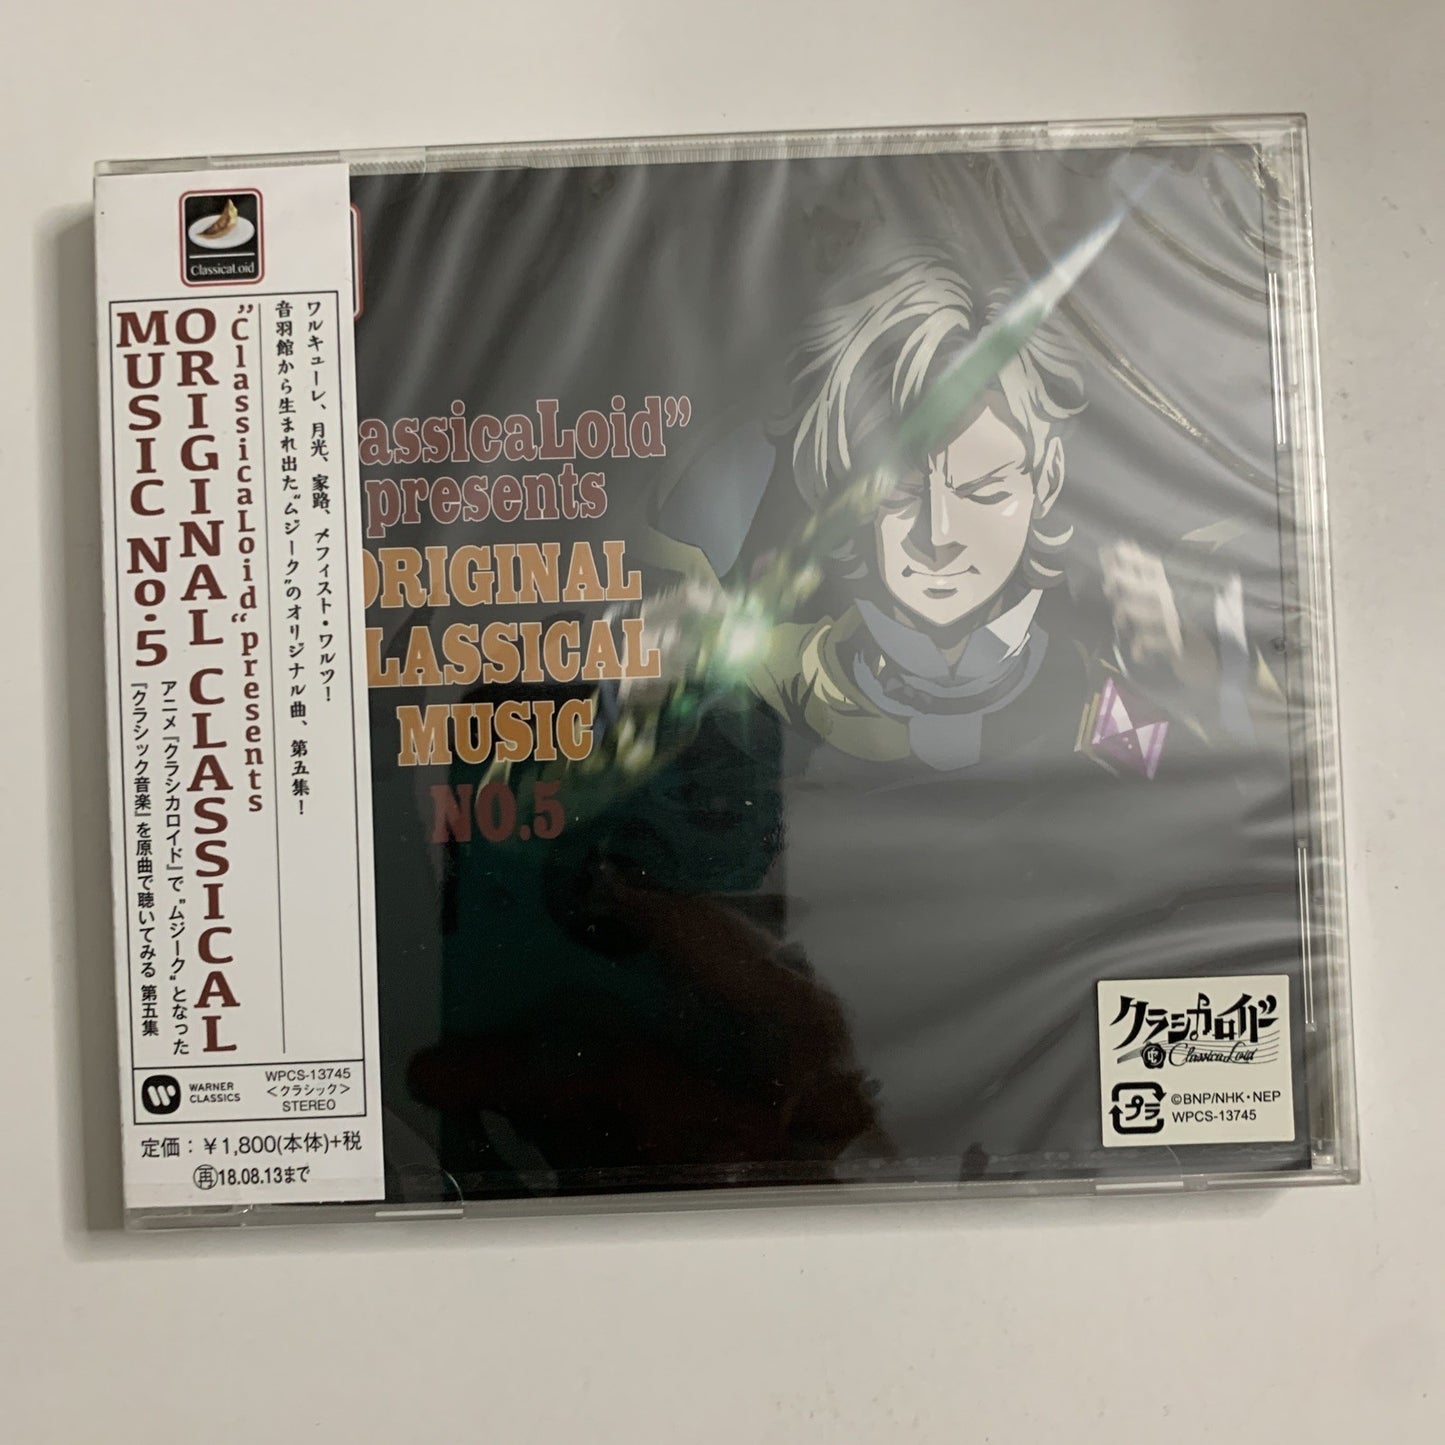 ClassicaLoid
ワルキューレ、月光、家路、メフィスト・ワルツ!
音羽館から生まれ出た"ムジーク"のオリジナル曲、第五集!
"ClassicaLoid"presents
ORIGINAL CLASSICAL
MUSIC No.5
アニメ『クラシカロイド』で"ムジーク"となった
『クラシック音楽』を原曲で聴いてみる 第五集
WARNER
CLASSICS
WPCS-13745
<クラシック>
STEREO
定価：￥1,800(本体)+税
再18.08.13まで
lassicaLoid"
presents
ORIGINAL
LASSICAL
MUSIC
NO.5
クラシカロイド
ClassicaLoid
プラ
©BNP/NHK・NEP
WPCS-13745